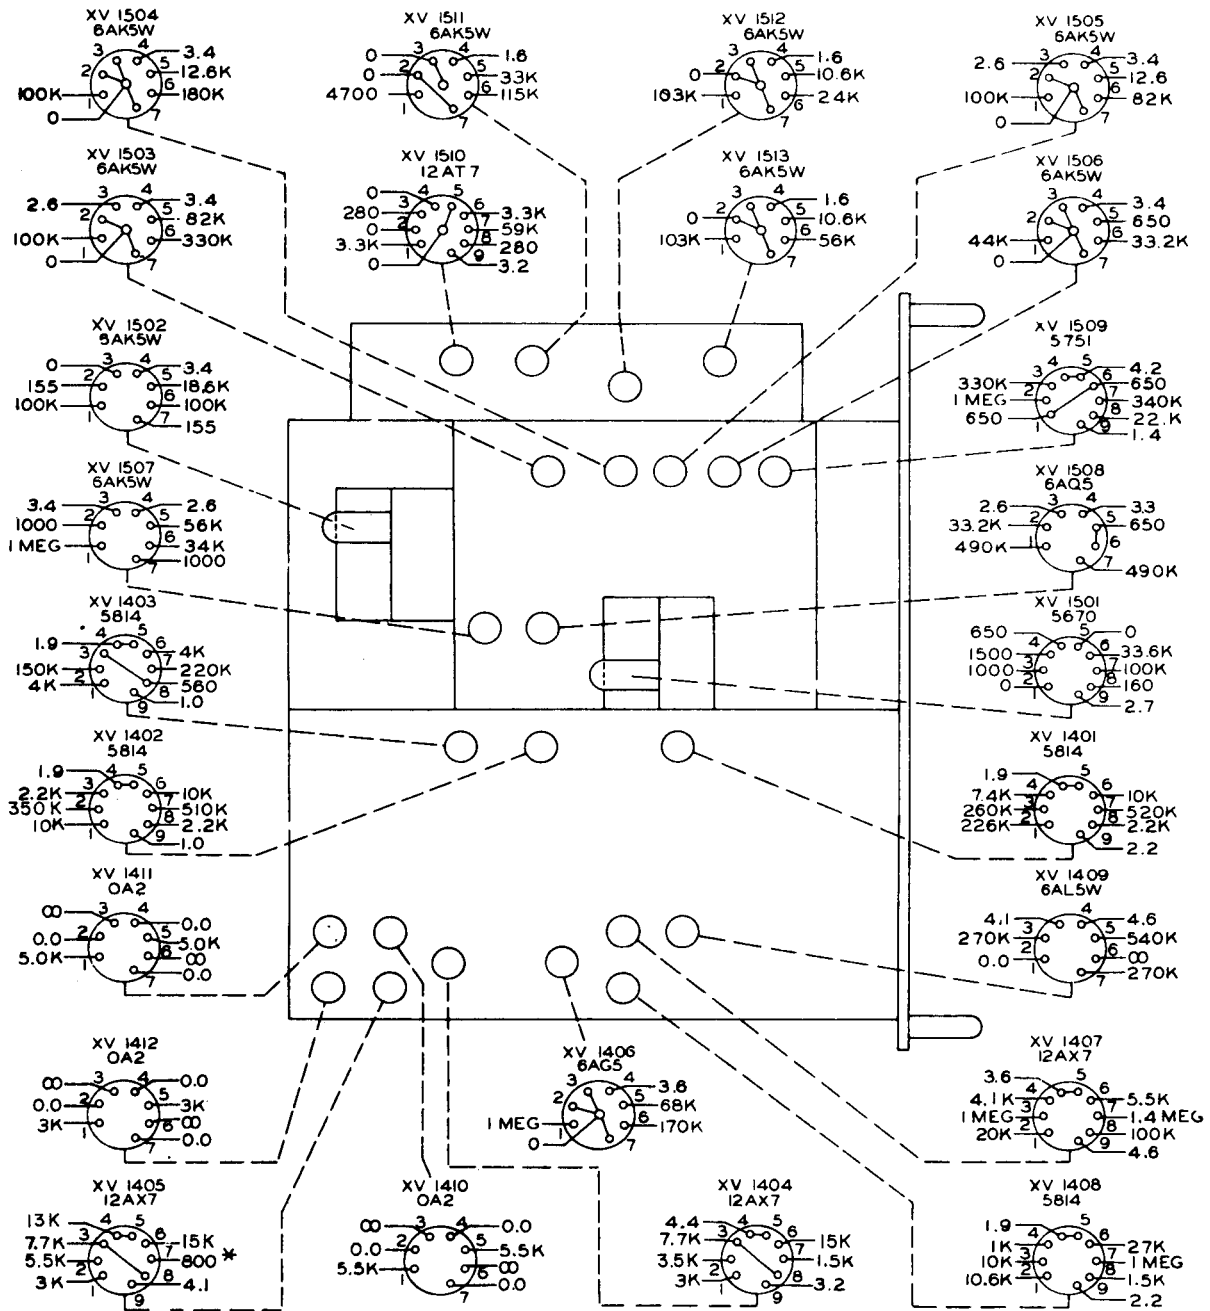 XV 1504
6AK5W
3 4 3.4
2 5 12.6K
100K 6 180K
1
0 7
XV 1511
6AK5W
0 3 4 1.6
0 2 5 33K
4700 6 115K
1 7
XV 1512
6AK5W
3 4 1.6
0 2 5 10.6K
103K 6 24K
1 7
XV 1505
6AK5W
2.6 3 4 3.4
2 5 12.6
100K 6 82K
1
0 7
XV 1503
6AK5W
2.6 3 4 3.4
2 5 82K
100K 6 330K
1
0 7
XV 1510
12AT7
0 4 5
280 3 6 3.3K
0 2 7 59K
3.3K 8 280
1 9
0 3.2
XV 1513
6AK5W
3 4 1.6
0 2 5 10.6K
103K 6 56K
1 7
XV 1506
6AK5W
3 4 3.4
2 5 650
44K 6 33.2K
1
0 7
XV 1502
6AK5W
0 3 4 3.4
155 2 5 18.6K
100K 6 100K
1 7 155
XV 1509
5751
4 5 4.2
330K 3 6 650
1 MEG 2 7 340K
650 8 22.K
1 9 1.4
XV 1507
6AK5W
3.4 3 4 2.6
1000 2 5 56K
1 MEG 6 34K
1 7 1000
XV 1508
6AQ5
2.6 3 4 3.3
33.2K 2 5 650
490K 1 6
7 490K
XV 1403
5814
1.9 4 5
3 6 4K
150K 7 220K
4K 2 8 560
1 9 1.0
XV 1501
5670
650 5 0
1500 4 6 33.6K
1000 3 7 100K
0 2 8 160
1 9 2.7
XV 1402
5814
1.9 4 5
2.2K 3 6 10K
350K 2 7 510K
10K 8 2.2K
1 9 1.0
XV 1401
5814
1.9 5
7.4K 4 6 10K
260K 3 7 520K
226K 2 8 2.2K
1 9 2.2
XV 1411
OA2
∞ 3 4 0.0
0.0 2 5 5.0K
5.0K 6 ∞
1 7 0.0
XV 1409
6AL5W
4.1 4 4.6
270K 3 5 540K
0.0 2 6 ∞
1 7 270K
XV 1412
OA2
∞ 3 4 0.0
0.0 2 5 3K
3K 6 ∞
1 7 0.0
XV 1406
6AG5
3 4 3.6
2 5 68K
1 MEG 6 170K
1
0 7
XV 1407
12AX7
3.6 5
4.1K 4 6 5.5K
1 MEG 3 7 1.4 MEG
20K 2 8 100K
1 9 4.6
XV 1405
12AX7
13K 4 5
7.7K 3 6 15K
5.5K 2 7 800 *
3K 8 4.1
1 9
XV 1410
OA2
∞ 3 4 0.0
0.0 2 5 5.5K
5.5K 6 ∞
1 7 0.0
XV 1404
12AX7
4.4 4 5
7.7K 3 6 15K
3.5K 2 7 1.5K
3K 8 3.2
1 9
XV 1408
5814
1.9 5
1K 4 6 27K
10K 3 7 1 MEG
10.6K 2 8 1.5K
1 9 2.2